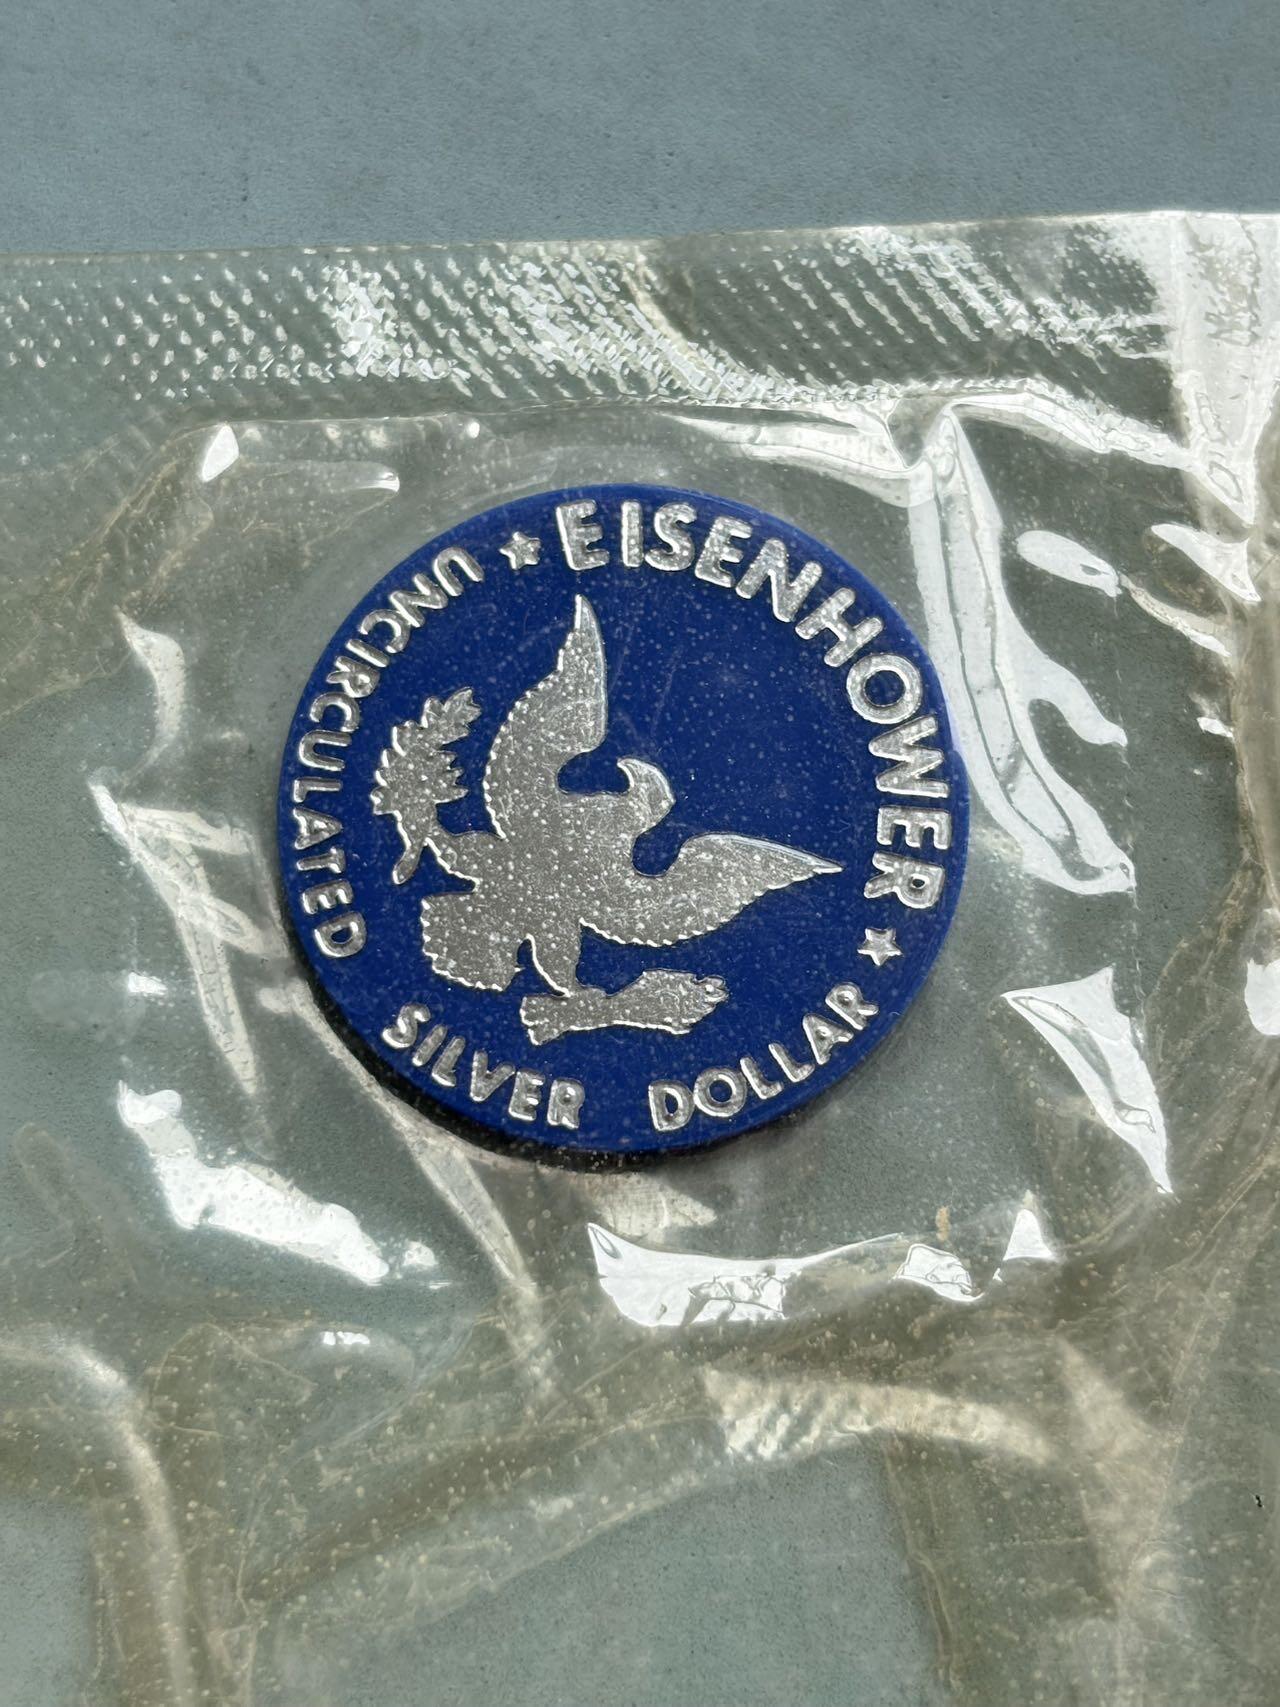 ★ EISENHOWER ★
UNCIRCULATED
SILVER DOLLAR